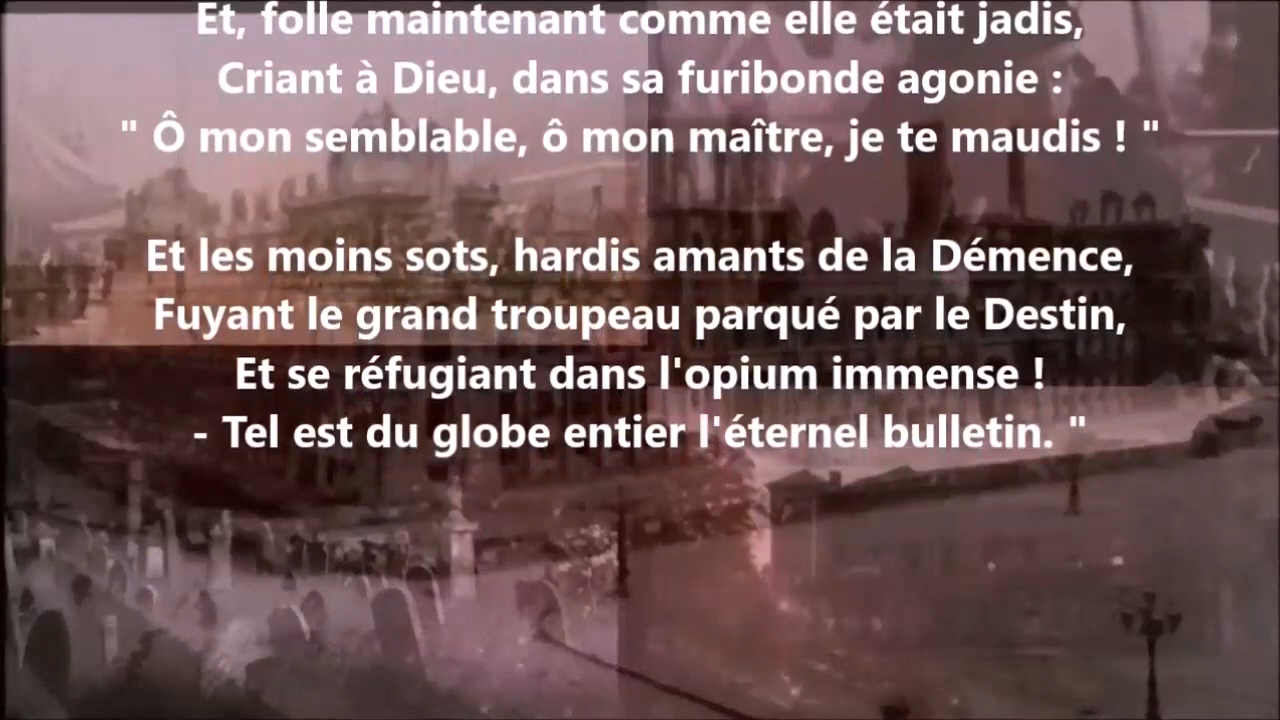 Et, folle maintenant comme elle était jadis,
Criant à Dieu, dans sa furibonde agonie :
" Ô mon semblable, ô mon maître, je te maudis ! "
Et les moins sots, hardis amants de la Démence,
Fuyant le grand troupeau parqué par le Destin,
Et se réfugiant dans l'opium immense !
- Tel est du globe entier l'éternel bulletin. "